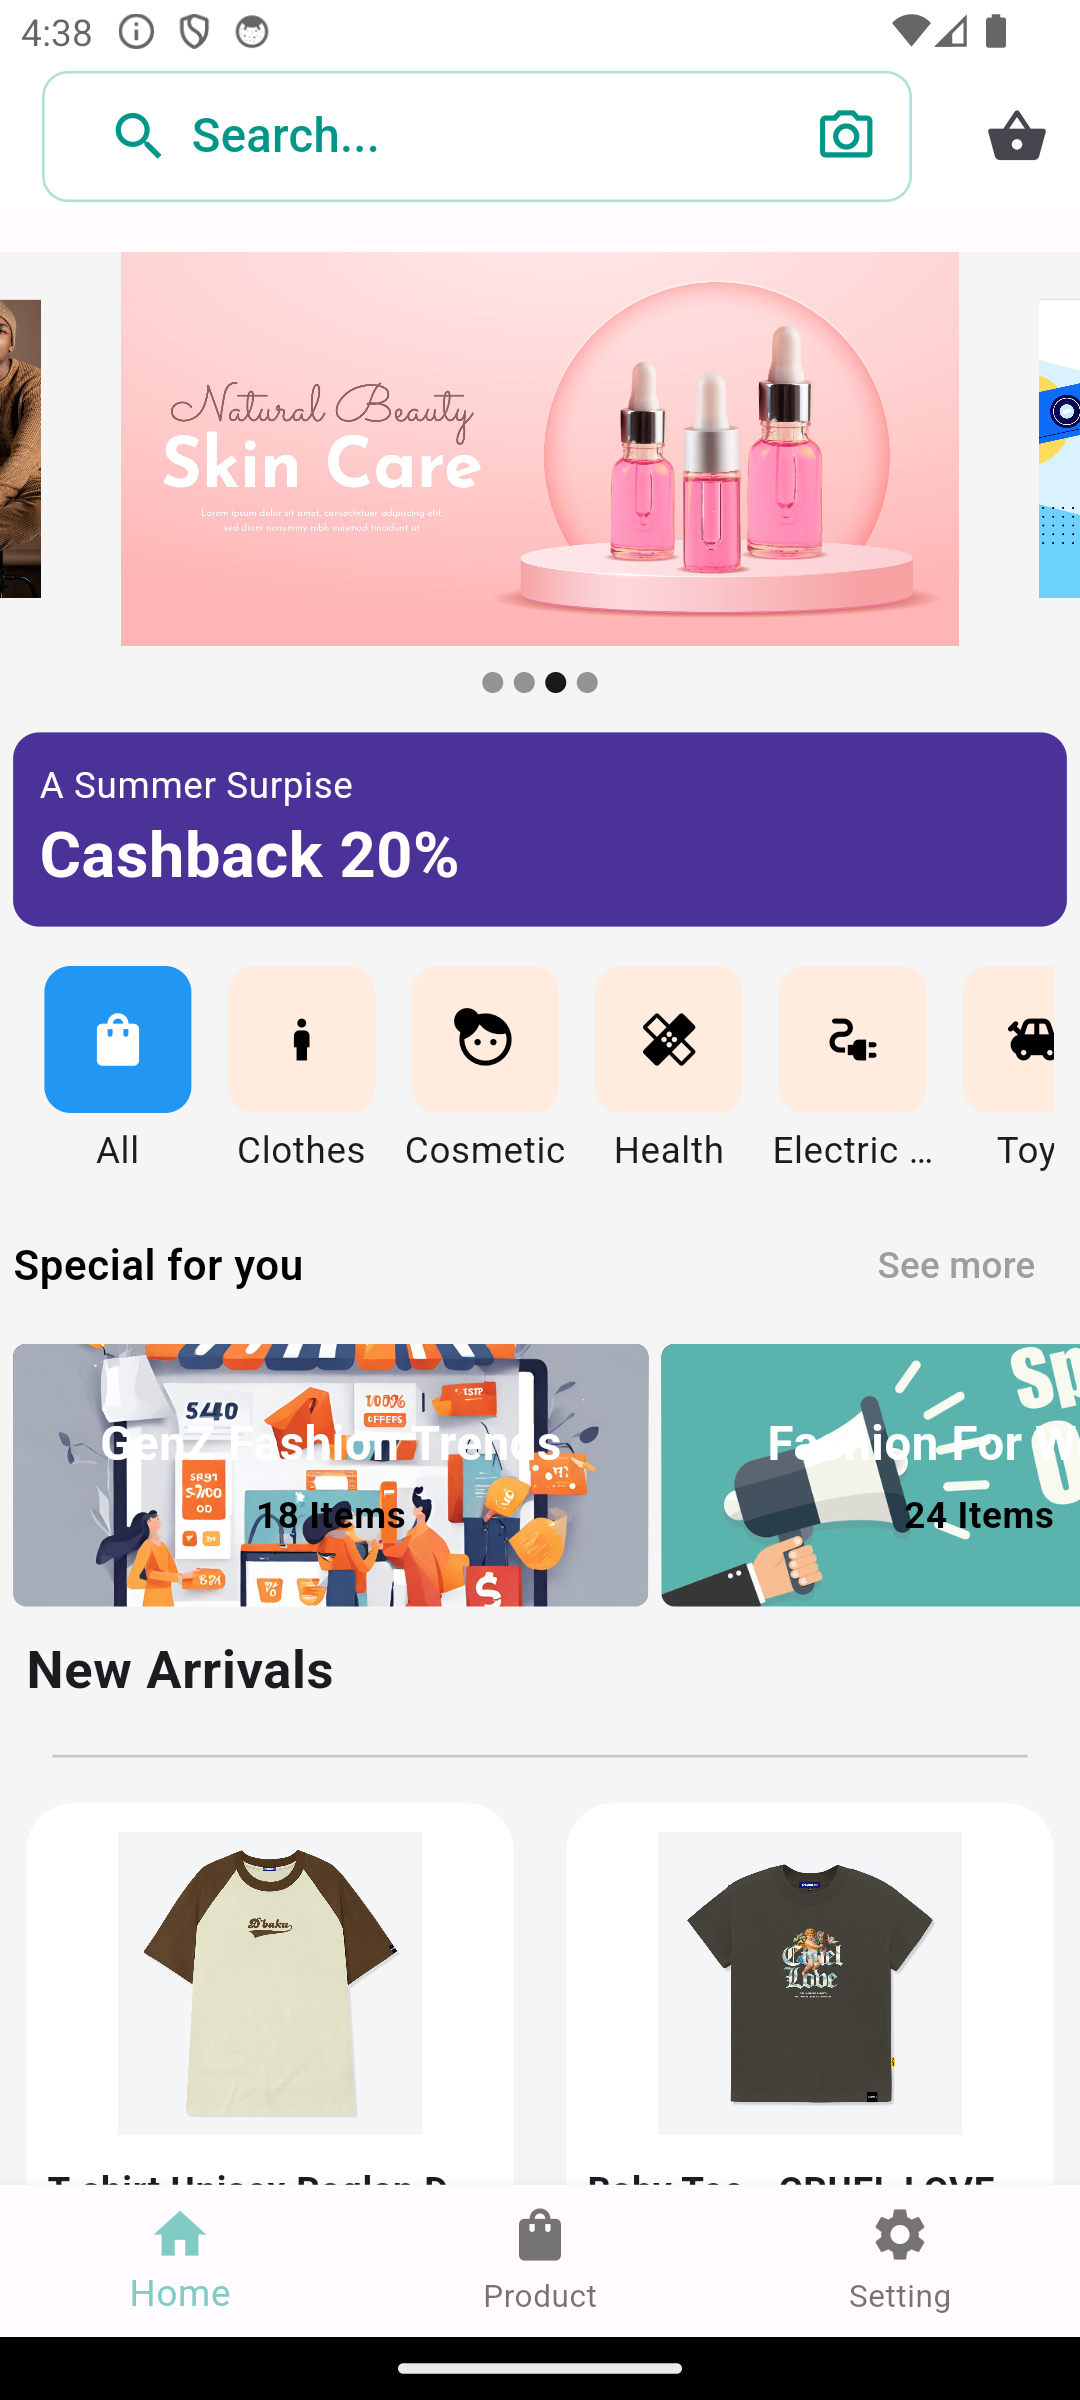 4:38
Search...
Natural Beauty
Skin Care
Lorem ipsum dolor sit amet, consectetuer adipiscing elit,
sed diam nonummy nibh euismod tincidunt ut
A Summer Surpise
Cashback 20%
All
Clothes
Cosmetic
Health
Electric ...
Toy
Special for you
See more
GenZ Fashion Trends
18 Items
100%
OFFERS
$
Sp
Fashion For W
24 Items
New Arrivals
D'baku
Cruel
Love
T-shirt Unisex Raglan D
Baby Tee - CRUEL LOVE
Home
Product
Setting